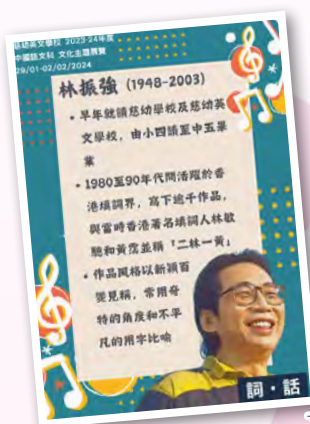 慈幼英文學校 2023-24年度
中國語文科 文化主題展覽
29/01-02/02/2024
林振強 (1948-2003)
• 早年就讀慈幼學校及慈幼英
文學校，由小四讀至中五畢
業
• 1980至90年代間活躍於香
港填詞界，寫下逾千作品，
與當時香港著名填詞人林敏
驄和黃霑並稱「二林一黃」
• 作品風格以新穎百
變見稱，常用奇
特的角度和不平
凡的用字比喻
詞·話